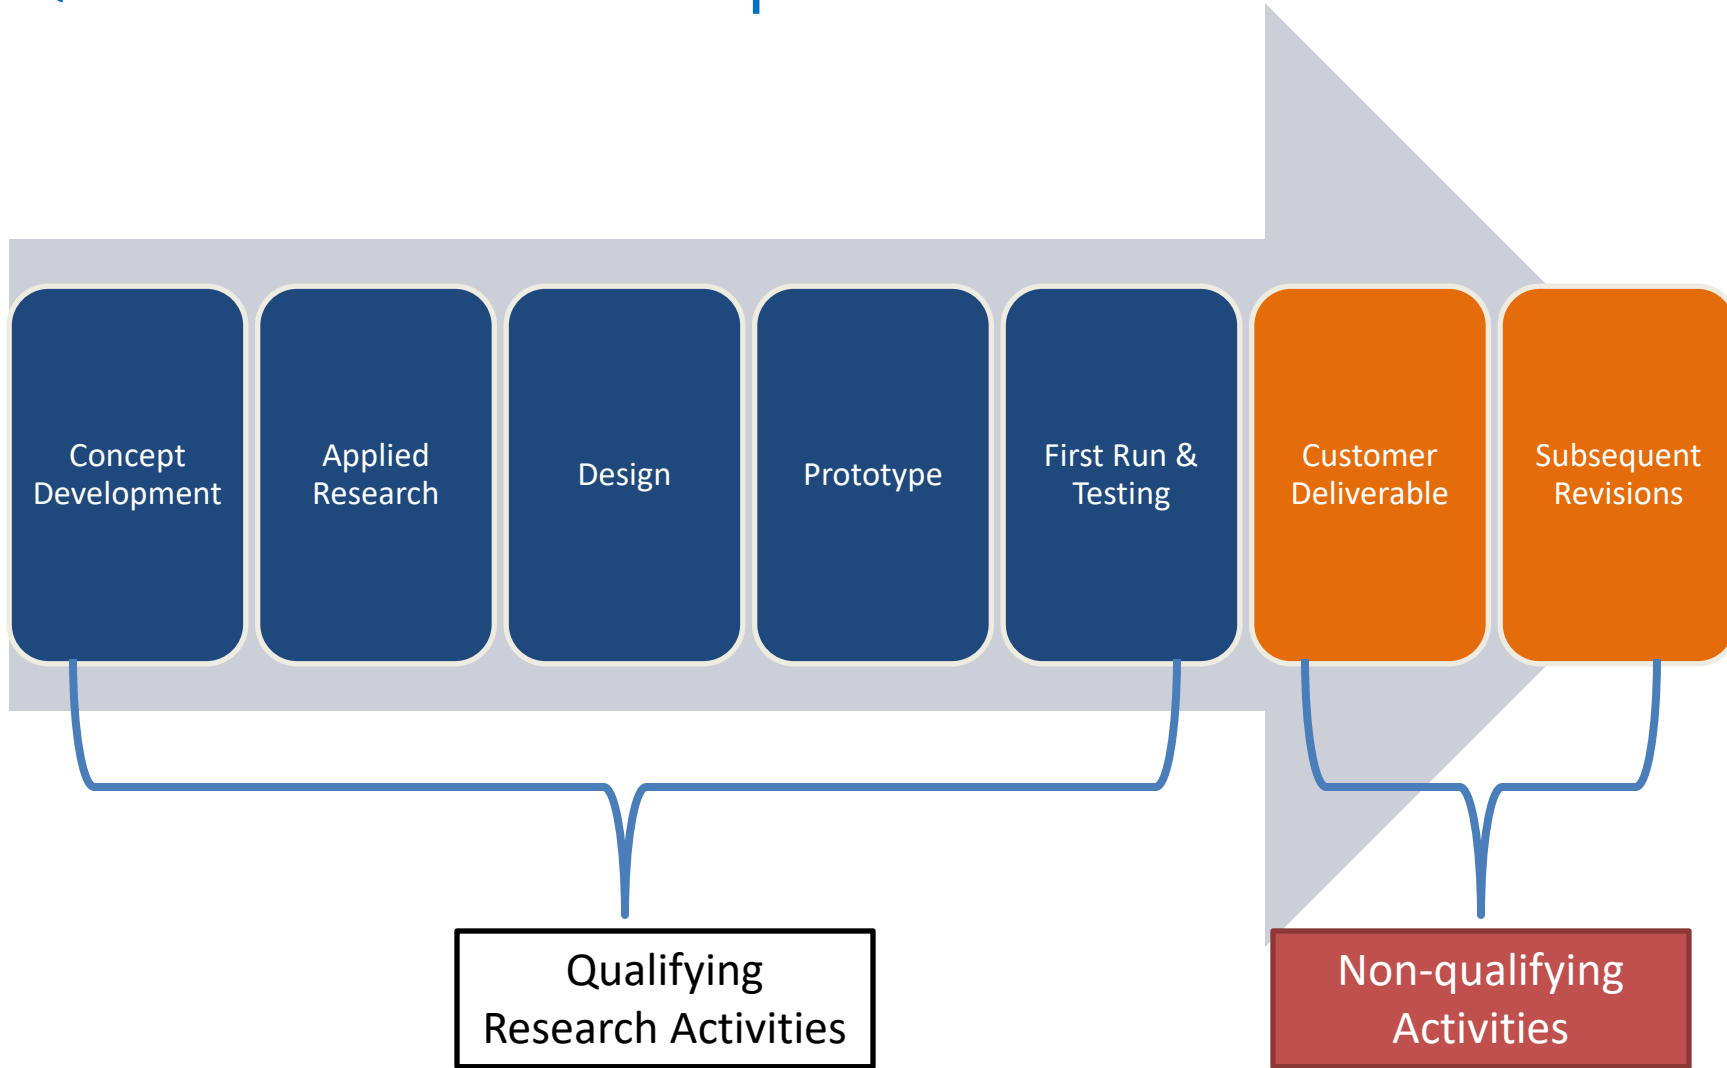 Concept
Development
Applied
Research
Design
Prototype
First Run &
Testing
Customer
Deliverable
Subsequent
Revisions
Qualifying
Research Activities
Non-qualifying
Activities